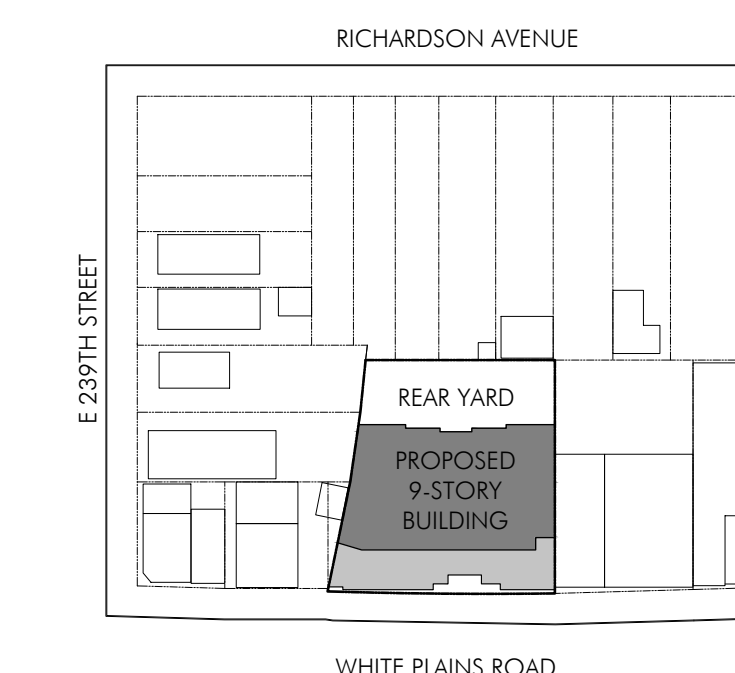 RICHARDSON AVENUE
E 239TH STREET
REAR YARD
PROPOSED
9-STORY
BUILDING
WHITE PLAINS ROAD